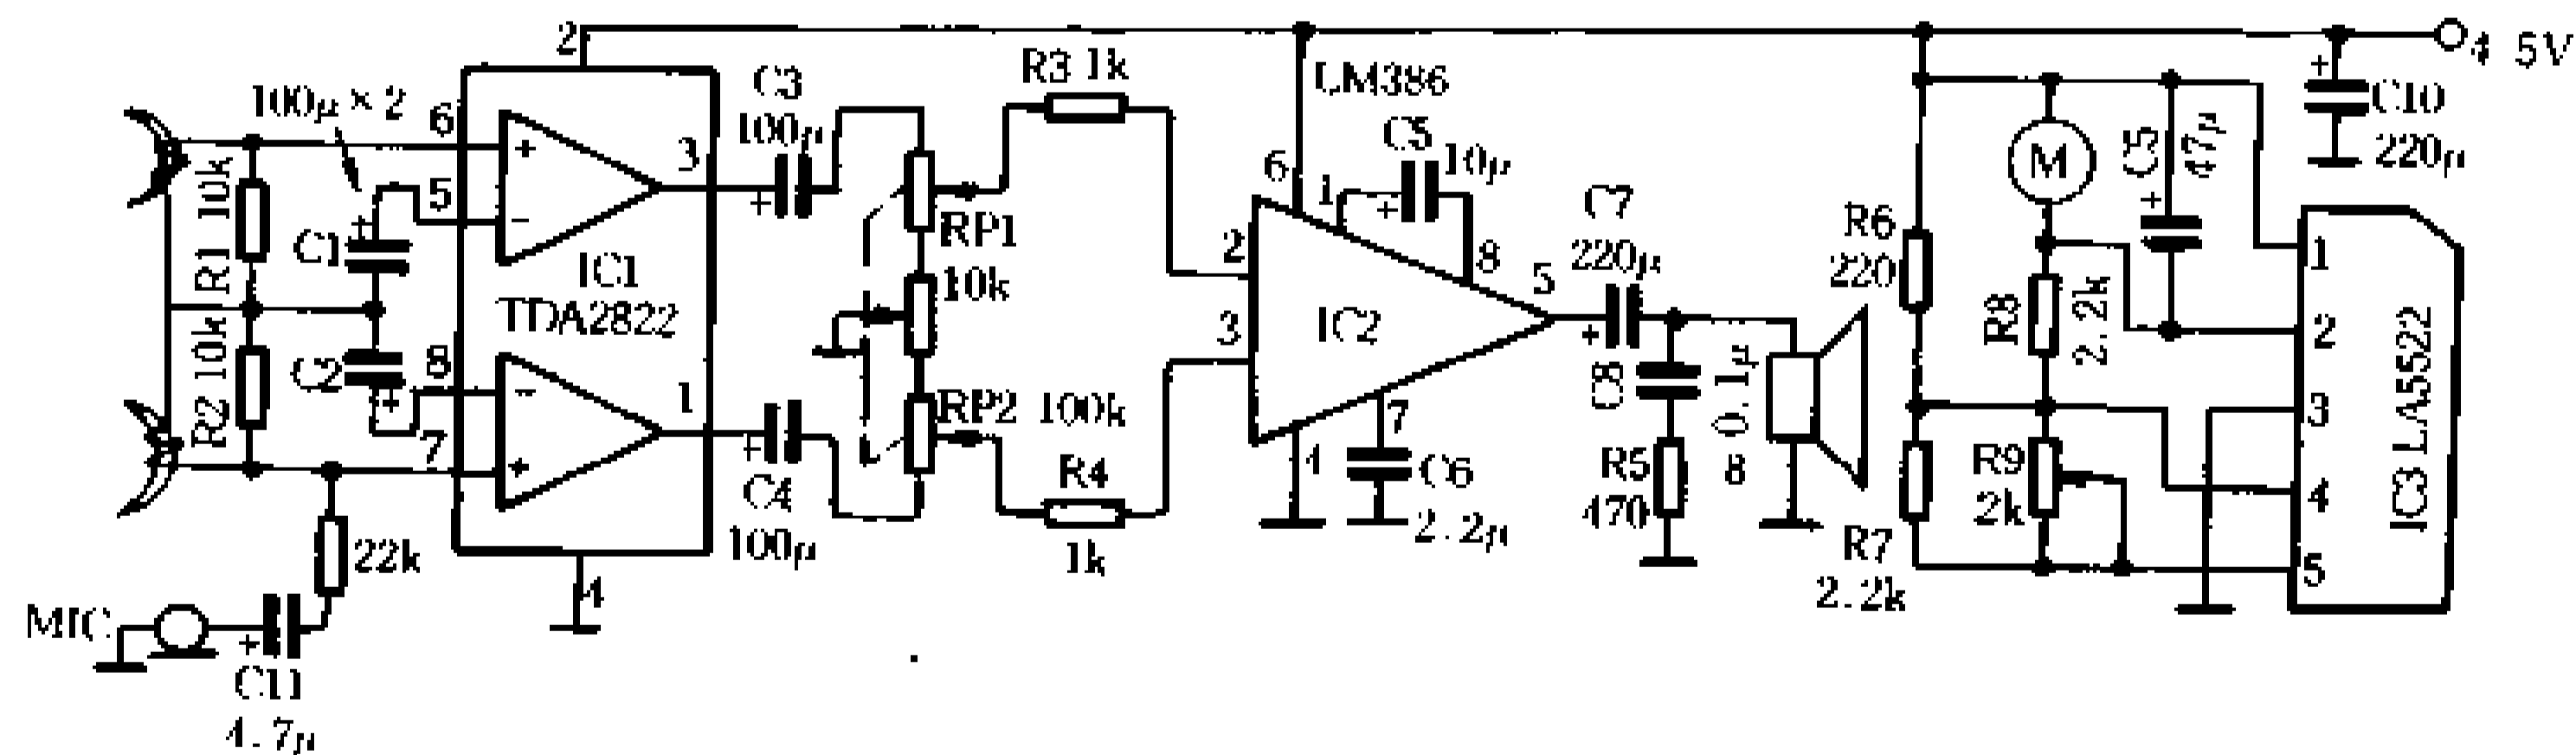 2
4 5V
LM386
R3 1k
C3
100μ
100μ×2
6
+
5
−
3
R1 10k
+
C1
IC1
TDA2822
R2 10k
C2
+
8
−
7
+
1
+
C4
100μ
4
22k
MIC
+
C11
4.7μ
+
RP1
10k
RP2 100k
R4
1k
6
1
C5
10μ
+
8
2
3
IC2
5
4
7
C6
2.2μ
C7
220μ
+
C8
0.1μ
R5
470
8
R6
220
R7
2.2k
M
R8
2.2k
R9
2k
C5
47μ
+
+
C10
220μ
1
2
3
4
5
IC3 LA5522